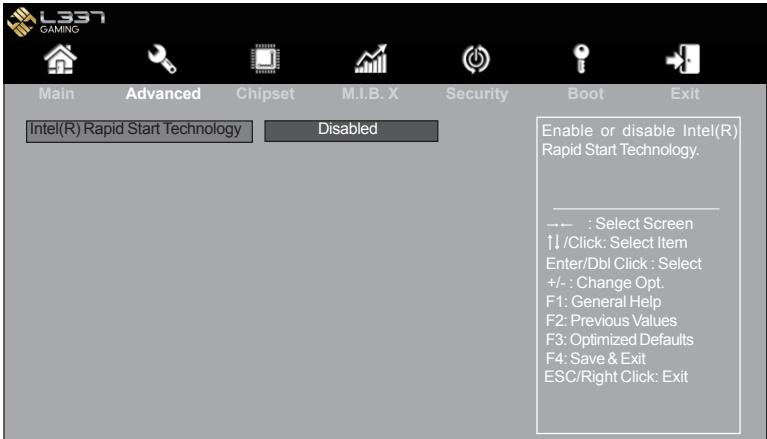 L337
GAMING
Main Advanced Chipset M.I.B. X Security Boot Exit
Intel(R) Rapid Start Technology Disabled
Enable or disable Intel(R)
Rapid Start Technology.
→← : Select Screen
↑↓/Click: Select Item
Enter/Dbl Click : Select
+/- : Change Opt.
F1: General Help
F2: Previous Values
F3: Optimized Defaults
F4: Save & Exit
ESC/Right Click: Exit